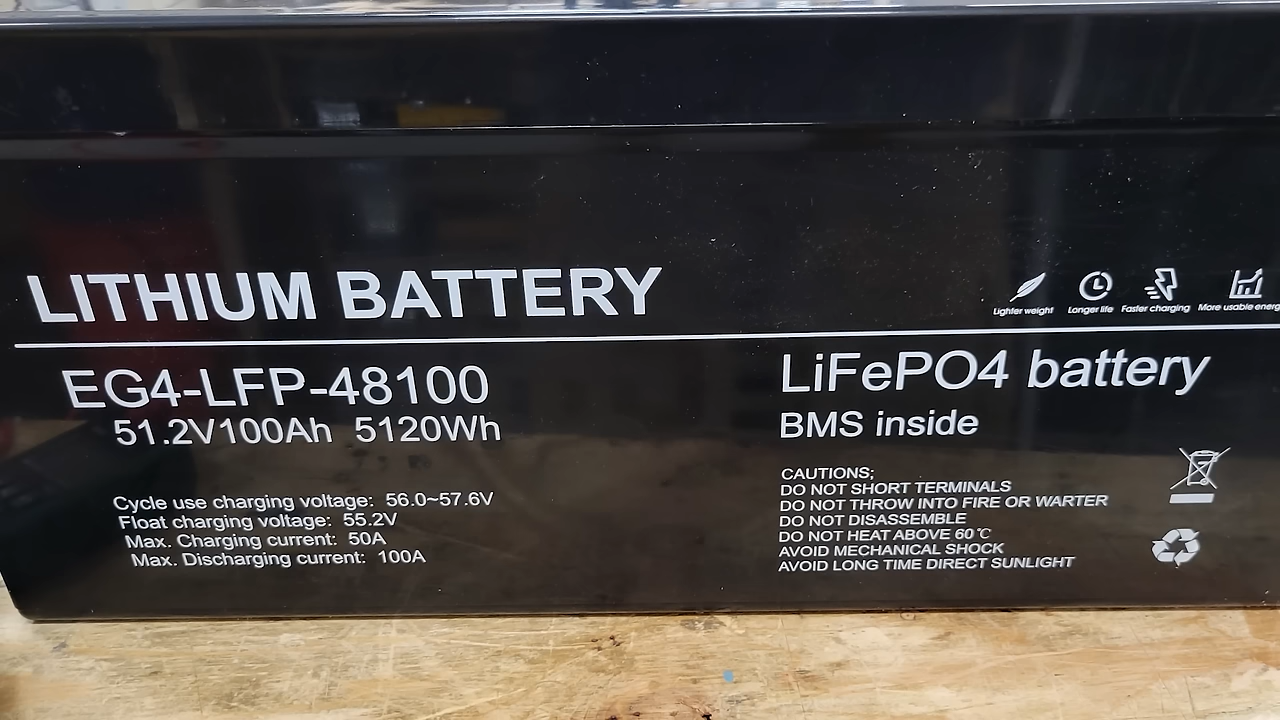 LITHIUM BATTERY
Lighter weight
Longer life
Faster charging
More usable energ
EG4-LFP-48100
51.2V100Ah 5120Wh
Cycle use charging voltage: 56.0~57.6V
Float charging voltage: 55.2V
Max. Charging current: 50A
Max. Discharging current: 100A
LiFePO4 battery
BMS inside
CAUTIONS;
DO NOT SHORT TERMINALS
DO NOT THROW INTO FIRE OR WARTER
DO NOT DISASSEMBLE
DO NOT HEAT ABOVE 60℃
AVOID MECHANICAL SHOCK
AVOID LONG TIME DIRECT SUNLIGHT